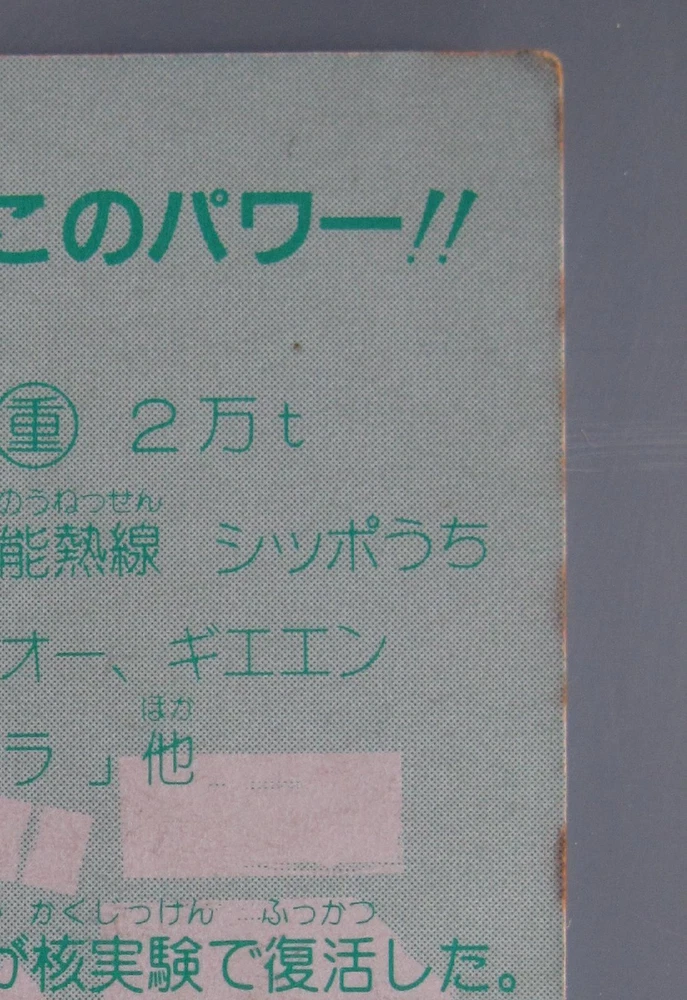 このパワー!!
重 2万t
のうねつせん
能熱線 シッポうち
オー、ギエエン
ほか
ラ」他
かくじっけん ふっかつ
が核実験で復活した。